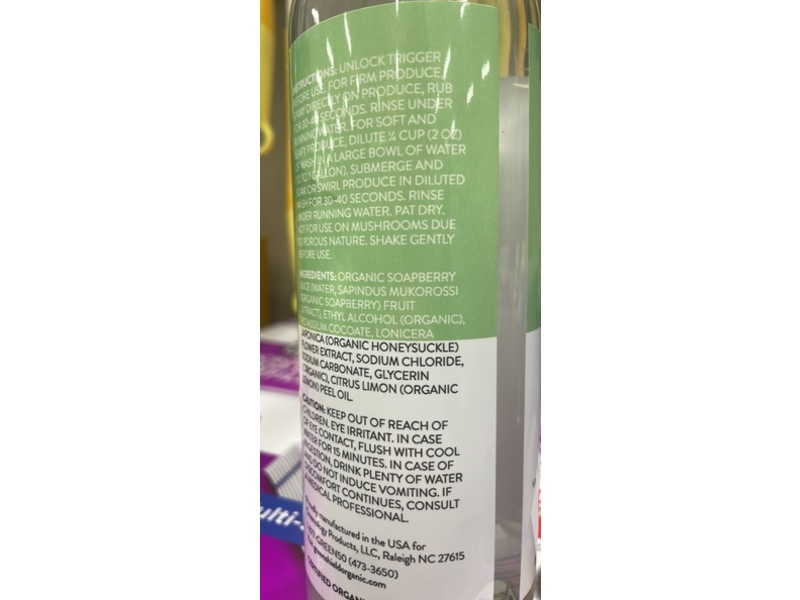 INSTRUCTIONS: UNLOCK TRIGGER
BEFORE USE. FOR FIRM PRODUCE,
SPRAY DIRECTLY ON PRODUCE, RUB
FOR 30-40 SECONDS. RINSE UNDER
RUNNING WATER. FOR SOFT AND
LEAFY PRODUCE, DILUTE ¼ CUP (2 OZ)
OF WASH IN A LARGE BOWL OF WATER
GALLON). SUBMERGE AND
SOAK OR SWIRL PRODUCE IN DILUTED
WASH FOR 30-40 SECONDS. RINSE
UNDER RUNNING WATER. PAT DRY.
NOT FOR USE ON MUSHROOMS DUE
TO POROUS NATURE. SHAKE GENTLY
BEFORE USE.
INGREDIENTS: ORGANIC SOAPBERRY
JUICE (WATER, SAPINDUS MUKOROSSI
(ORGANIC SOAPBERRY) FRUIT
EXTRACT), ETHYL ALCOHOL (ORGANIC),
POTASSIUM COCOATE, LONICERA
JAPONICA (ORGANIC HONEYSUCKLE)
FLOWER EXTRACT, SODIUM CHLORIDE,
SODIUM CARBONATE, GLYCERIN
(ORGANIC), CITRUS LIMON (ORGANIC
LEMON) PEEL OIL.
CAUTION: KEEP OUT OF REACH OF
CHILDREN. EYE IRRITANT. IN CASE
OF EYE CONTACT, FLUSH WITH COOL
WATER FOR 15 MINUTES. IN CASE OF
INGESTION, DRINK PLENTY OF WATER
AND DO NOT INDUCE VOMITING. IF
DISCOMFORT CONTINUES, CONSULT
A MEDICAL PROFESSIONAL.
Proudly manufactured in the USA for
Products, LLC, Raleigh NC 27615
GREEN50 (473-3650)
greenshieldorganic.com
CERTIFIED ORGANIC